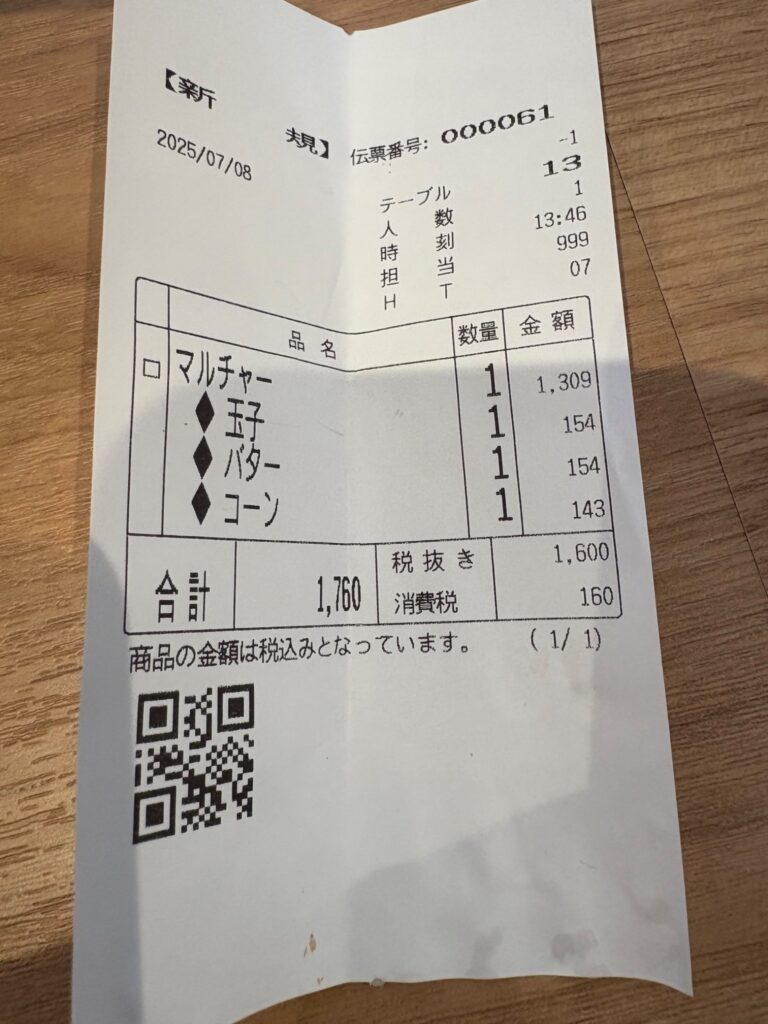 【新 規】 伝票番号: 000061
2025/07/08 -1
テーブル 13
人 数 1
時 刻 13:46
担 当 999
H T 07
品 名 数量 金 額
□ マルチャー 1 1,309
◆ 玉子 1 154
◆ バター 1 154
◆ コーン 1 143
合計 1,760 税 抜 き 1,600
消費税 160
商品の金額は税込みとなっています。 ( 1/ 1)